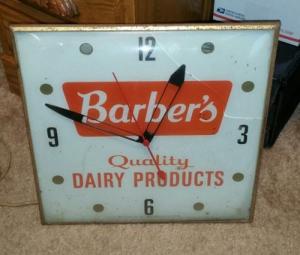 12
Barber's
9
3
Quality
DAIRY PRODUCTS
6